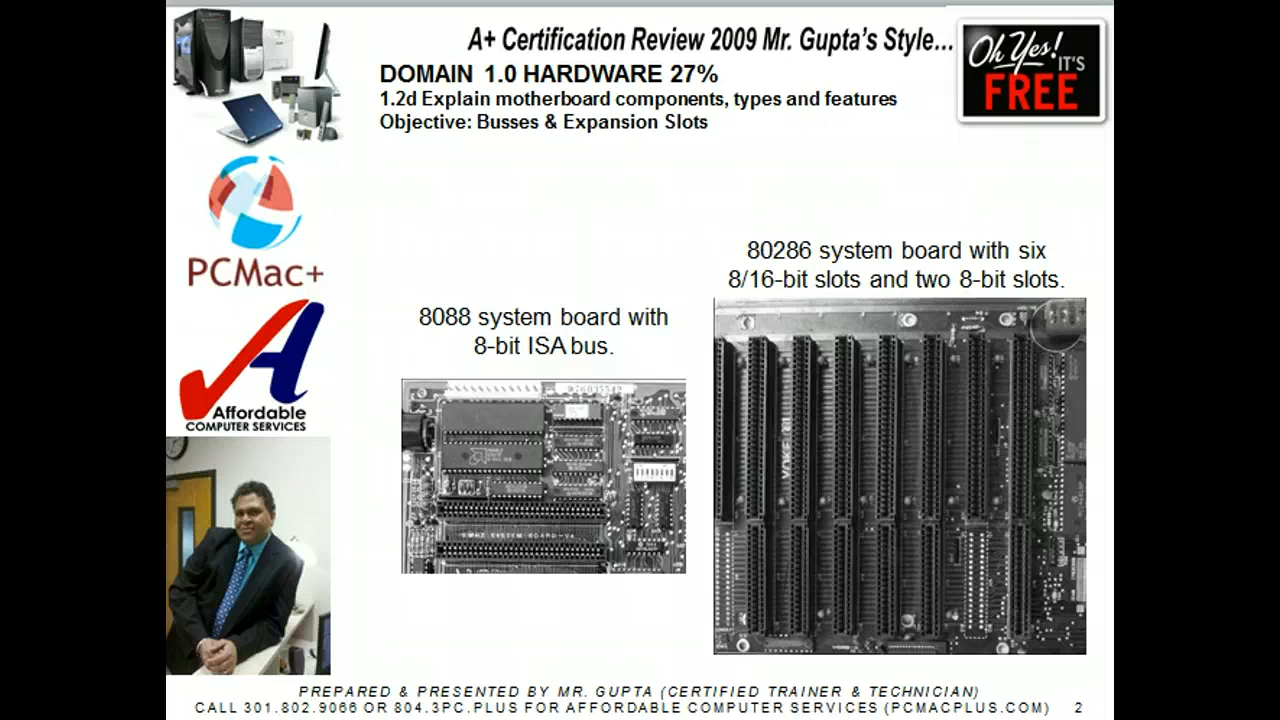 A+ Certification Review 2009 Mr. Gupta's Style...
DOMAIN 1.0 HARDWARE 27%
1.2d Explain motherboard components, types and features
Objective: Busses & Expansion Slots
Oh Yes! IT'S
FREE
PCMac+
Affordable
COMPUTER SERVICES
8088 system board with
8-bit ISA bus.
80286 system board with six
8/16-bit slots and two 8-bit slots.
PREPARED & PRESENTED BY MR. GUPTA (CERTIFIED TRAINER & TECHNICIAN)
CALL 301.802.9066 OR 804.3PC.PLUS FOR AFFORDABLE COMPUTER SERVICES (PCMACPLUS.COM) 2